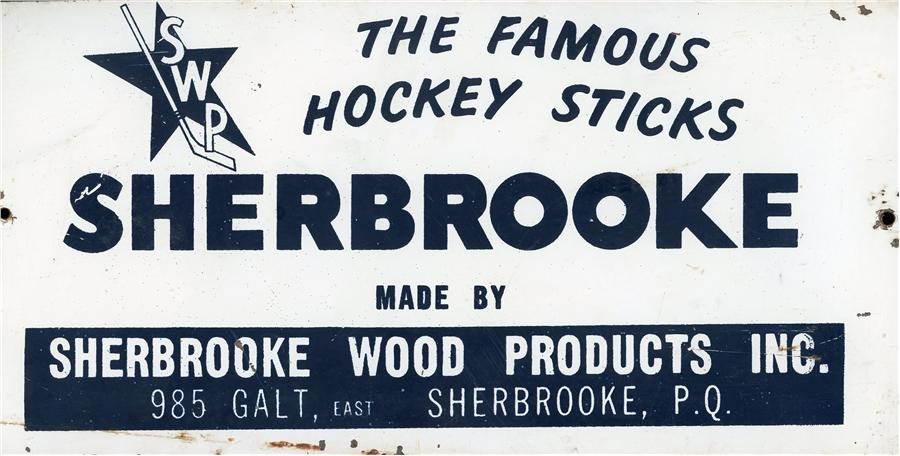 SWP
THE FAMOUS
HOCKEY STICKS
SHERBROOKE
MADE BY
SHERBROOKE WOOD PRODUCTS INC.
985 GALT, EAST SHERBROOKE, P.Q.